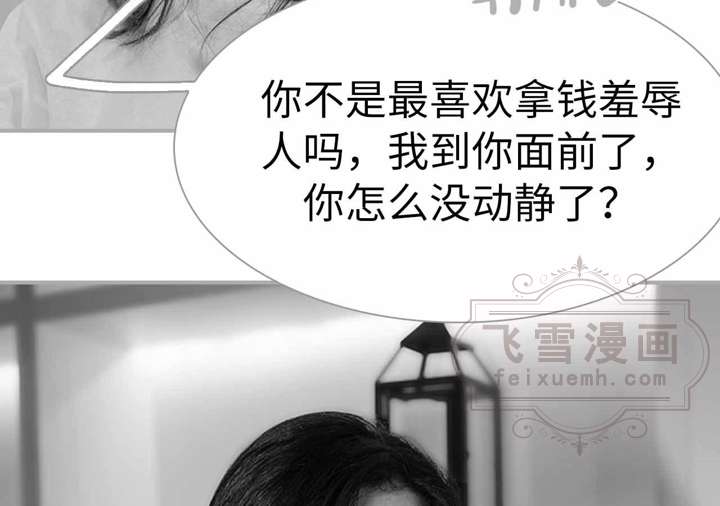 你不是最喜欢拿钱羞辱
人吗，我到你面前了，
你怎么没动静了？
飞雪漫画
feixuemh.com